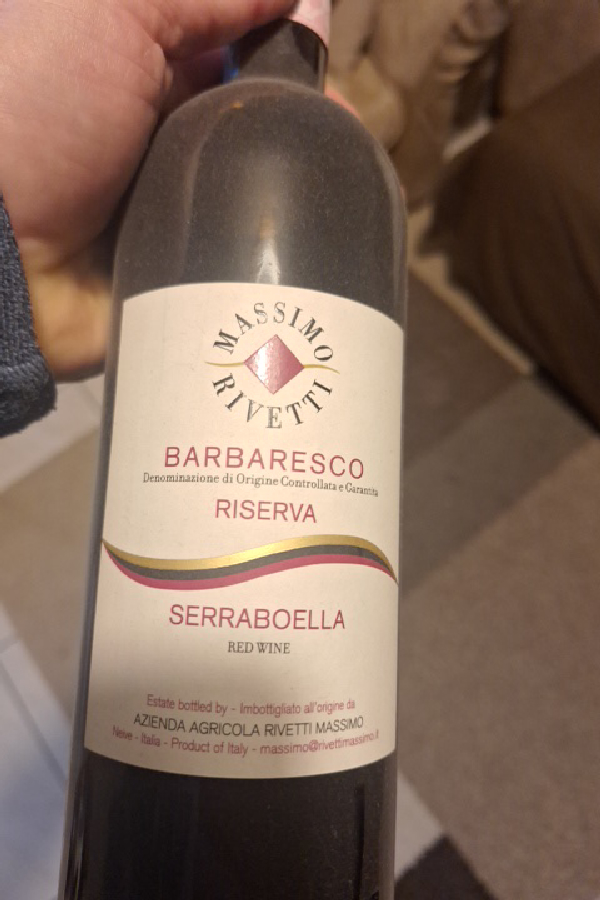 MASSIMO
RIVETTI
BARBARESCO
Denominazione di Origine Controllata e Garantita
RISERVA
SERRABOELLA
RED WINE
Estate bottled by - Imbottigliato all'origine da
AZIENDA AGRICOLA RIVETTI MASSIMO
Neive - Italia - Product of Italy - massimo@rivettimassimo.it